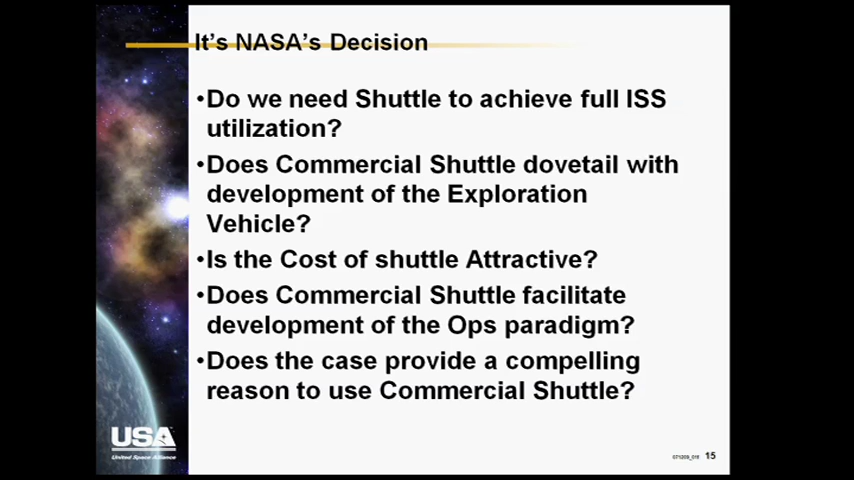 It's NASA's Decision
•Do we need Shuttle to achieve full ISS
utilization?
•Does Commercial Shuttle dovetail with
development of the Exploration
Vehicle?
•Is the Cost of shuttle Attractive?
•Does Commercial Shuttle facilitate
development of the Ops paradigm?
•Does the case provide a compelling
reason to use Commercial Shuttle?
USA
United Space Alliance
15